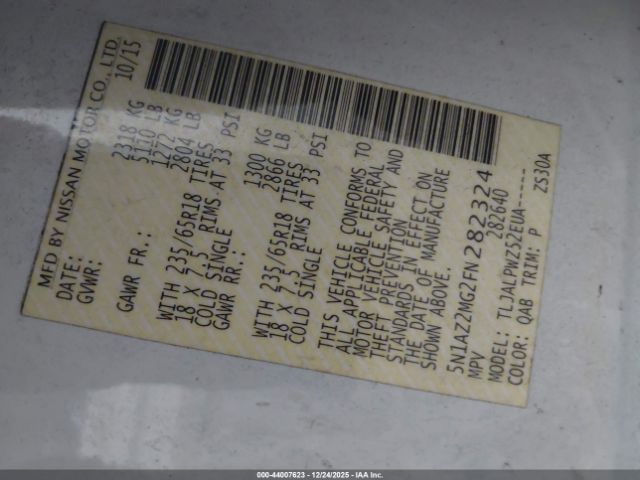 MFD BY NISSAN MOTOR CO., LTD.
DATE: 10/15
GVWR: 2318 KG
5110 LB
GAWR FR.: 1272 KG
2804 LB
WITH 235/65R18 TIRES
18 X 7.5 RIMS AT 33 PSI
COLD SINGLE
GAWR RR.: 1300 KG
2866 LB
WITH 235/65R18 TIRES
18 X 7.5 RIMS AT 33 PSI
COLD SINGLE
THIS VEHICLE CONFORMS TO
ALL APPLICABLE FEDERAL
MOTOR VEHICLE SAFETY AND
THEFT PREVENTION
STANDARDS IN EFFECT ON
THE DATE OF MANUFACTURE
SHOWN ABOVE.
5N1AZ2MG2FN282324
MPV 282640
MODEL: TLJALPWZ52EUA-----
COLOR: QAB TRIM: P ZS30A
000-44007623 - 12/24/2025 - IAA Inc.